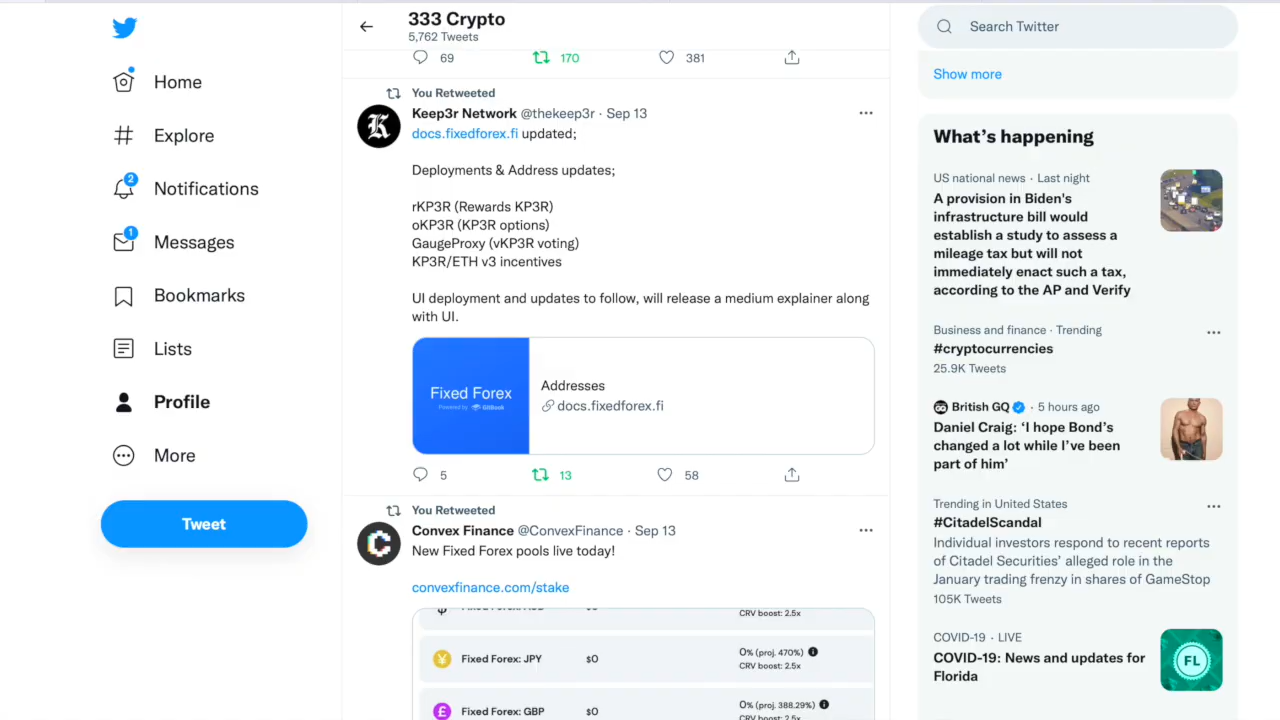 Home
Explore
2
Notifications
1
Messages
Bookmarks
Lists
Profile
More
Tweet
333 Crypto
5,762 Tweets
69
170
381
You Retweeted
Keep3r Network @thekeep3r · Sep 13
docs.fixedforex.fi updated;
Deployments & Address updates;
rKP3R (Rewards KP3R)
oKP3R (KP3R options)
GaugeProxy (vKP3R voting)
KP3R/ETH v3 incentives
UI deployment and updates to follow, will release a medium explainer along
with UI.
Fixed Forex
Powered by GitBook
Addresses
docs.fixedforex.fi
5
13
58
You Retweeted
Convex Finance @ConvexFinance · Sep 13
New Fixed Forex pools live today!
convexfinance.com/stake
CRV boost: 2.5x
Fixed Forex: JPY
$0
0% (proj. 470%)
CRV boost: 2.5x
Fixed Forex: GBP
$0
0% (proj. 388.29%)
CRV boost: 2.5x
Search Twitter
Show more
What's happening
US national news · Last night
A provision in Biden's
infrastructure bill would
establish a study to assess a
mileage tax but will not
immediately enact such a tax,
according to the AP and Verify
Business and finance · Trending
#cryptocurrencies
25.9K Tweets
British GQ · 5 hours ago
Daniel Craig: ‘I hope Bond’s
changed a lot while I’ve been
part of him’
Trending in United States
#CitadelScandal
Individual investors respond to recent reports
of Citadel Securities’ alleged role in the
January trading frenzy in shares of GameStop
105K Tweets
COVID-19 · LIVE
COVID-19: News and updates for
Florida
FL